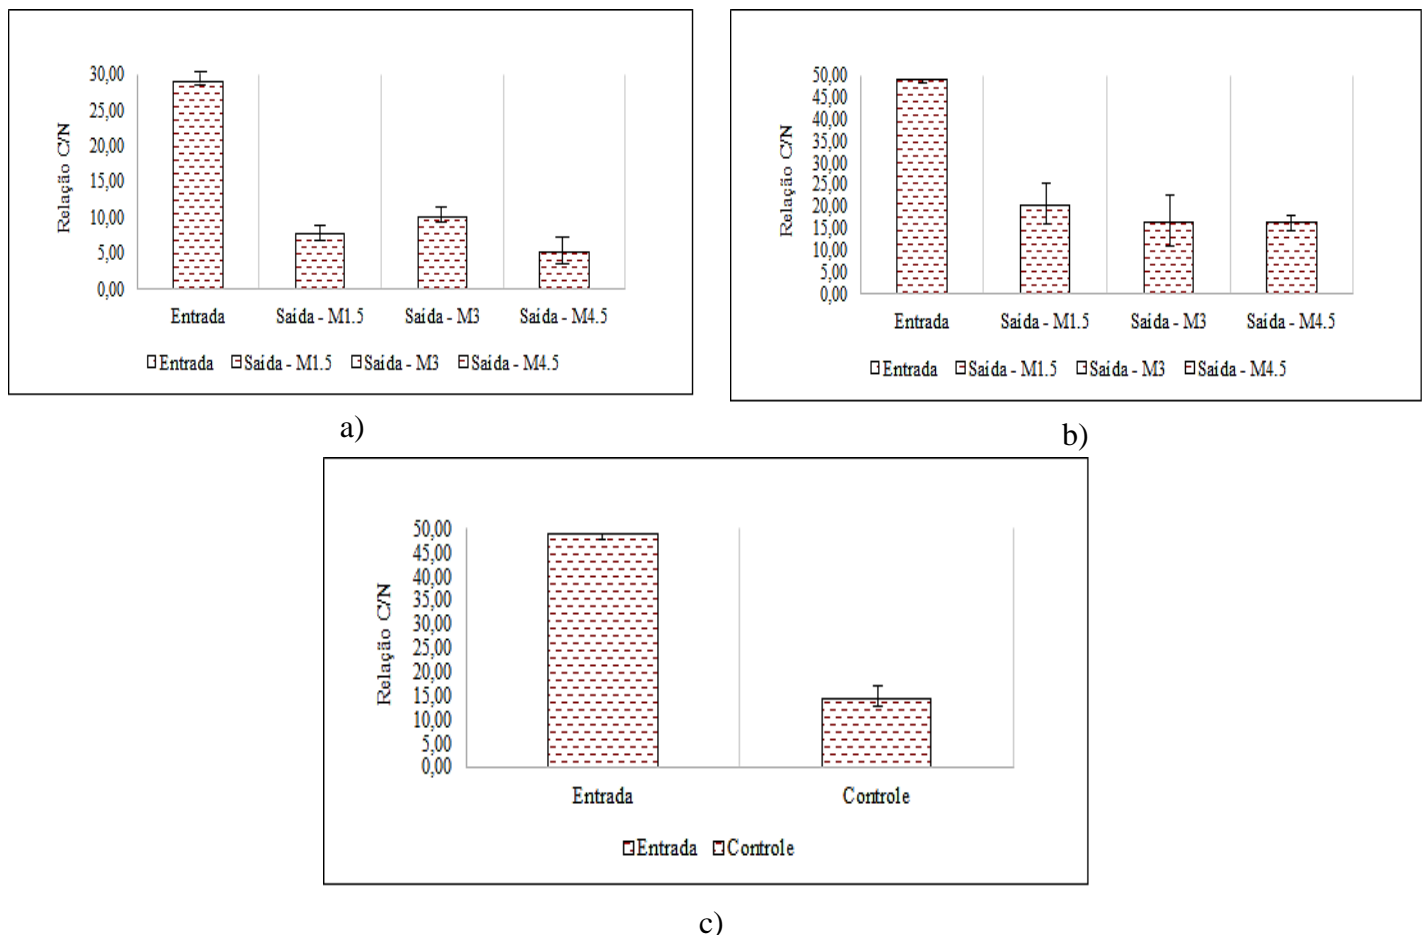 Relação C/N
30,00
25,00
20,00
15,00
10,00
5,00
0,00
Entrada Saída - M1.5 Saída - M3 Saída - M4.5
Entrada Saída - M1.5 Saída - M3 Saída - M4.5
a)
Relação C/N
50,00
45,00
40,00
35,00
30,00
25,00
20,00
15,00
10,00
5,00
0,00
Entrada Saída - M1.5 Saída - M3 Saída - M4.5
Entrada Saída - M1.5 Saída - M3 Saída - M4.5
b)
Relação C/N
50,00
45,00
40,00
35,00
30,00
25,00
20,00
15,00
10,00
5,00
0,00
Entrada Controle
Entrada Controle
c)